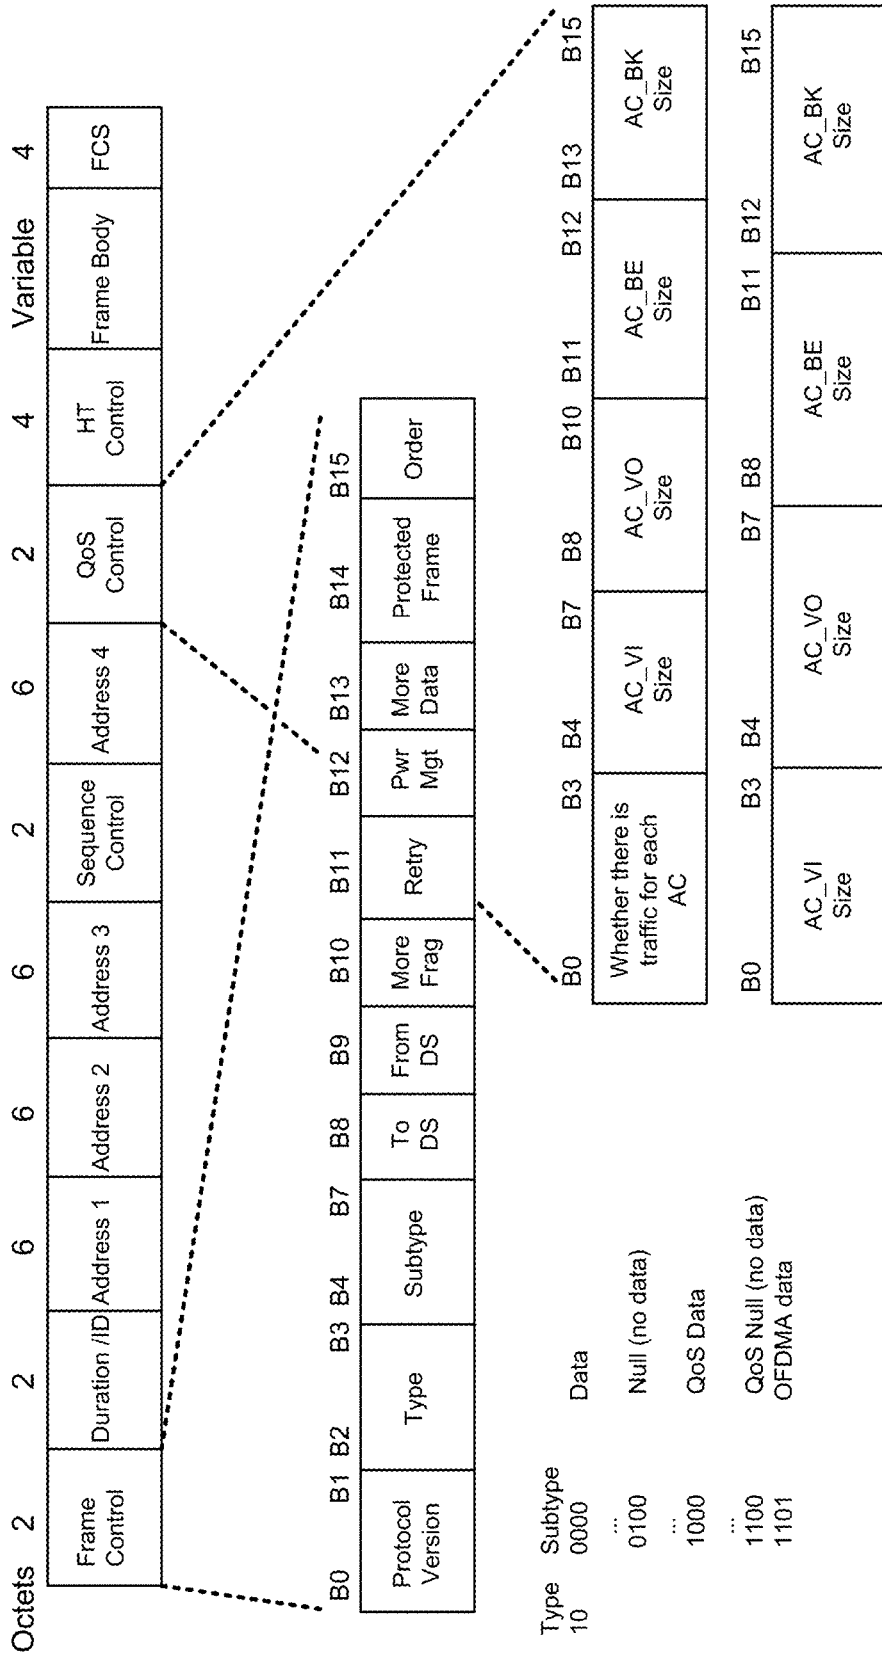 Octets 2 2 6 6 6 2 6 2 4 Variable 4
Frame
Control
Duration /ID
Address 1
Address 2
Address 3
Sequence
Control
Address 4
QoS
Control
HT
Control
Frame Body
FCS
B0 B1 B2 B3 B4 B7 B8 B9 B10 B11 B12 B13 B14 B15
Protocol
Version
Type
Subtype
To
DS
From
DS
More
Frag
Retry
Pwr
Mgt
More
Data
Protected
Frame
Order
B0 B3 B4 B7 B8 B10 B11 B12 B13 B15
Whether there is
traffic for each
AC
AC_VI
Size
AC_VO
Size
AC_BE
Size
AC_BK
Size
B0 B3 B4 B7 B8 B11 B12 B15
AC_VI
Size
AC_VO
Size
AC_BE
Size
AC_BK
Size
Type Subtype
10 0000 Data
...
0100 Null (no data)
...
1000 QoS Data
...
1100 QoS Null (no data)
1101 OFDMA data